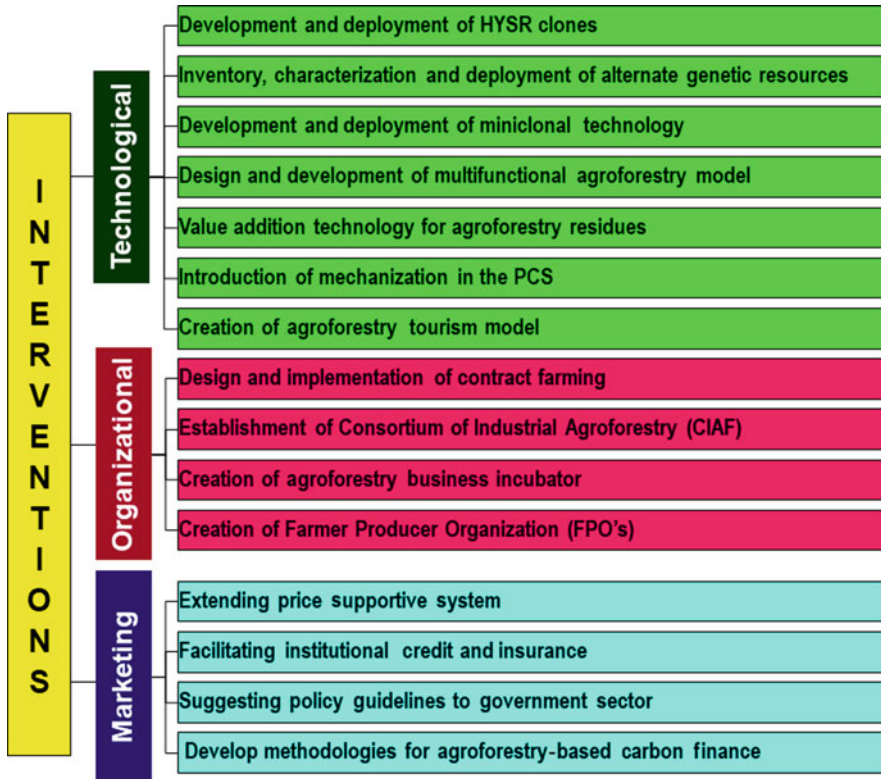 INTERVENTIONS
Technological
Development and deployment of HYSR clones
Inventory, characterization and deployment of alternate genetic resources
Development and deployment of miniclonal technology
Design and development of multifunctional agroforestry model
Value addition technology for agroforestry residues
Introduction of mechanization in the PCS
Creation of agroforestry tourism model
Organizational
Design and implementation of contract farming
Establishment of Consortium of Industrial Agroforestry (CIAF)
Creation of agroforestry business incubator
Creation of Farmer Producer Organization (FPO's)
Marketing
Extending price supportive system
Facilitating institutional credit and insurance
Suggesting policy guidelines to government sector
Develop methodologies for agroforestry-based carbon finance